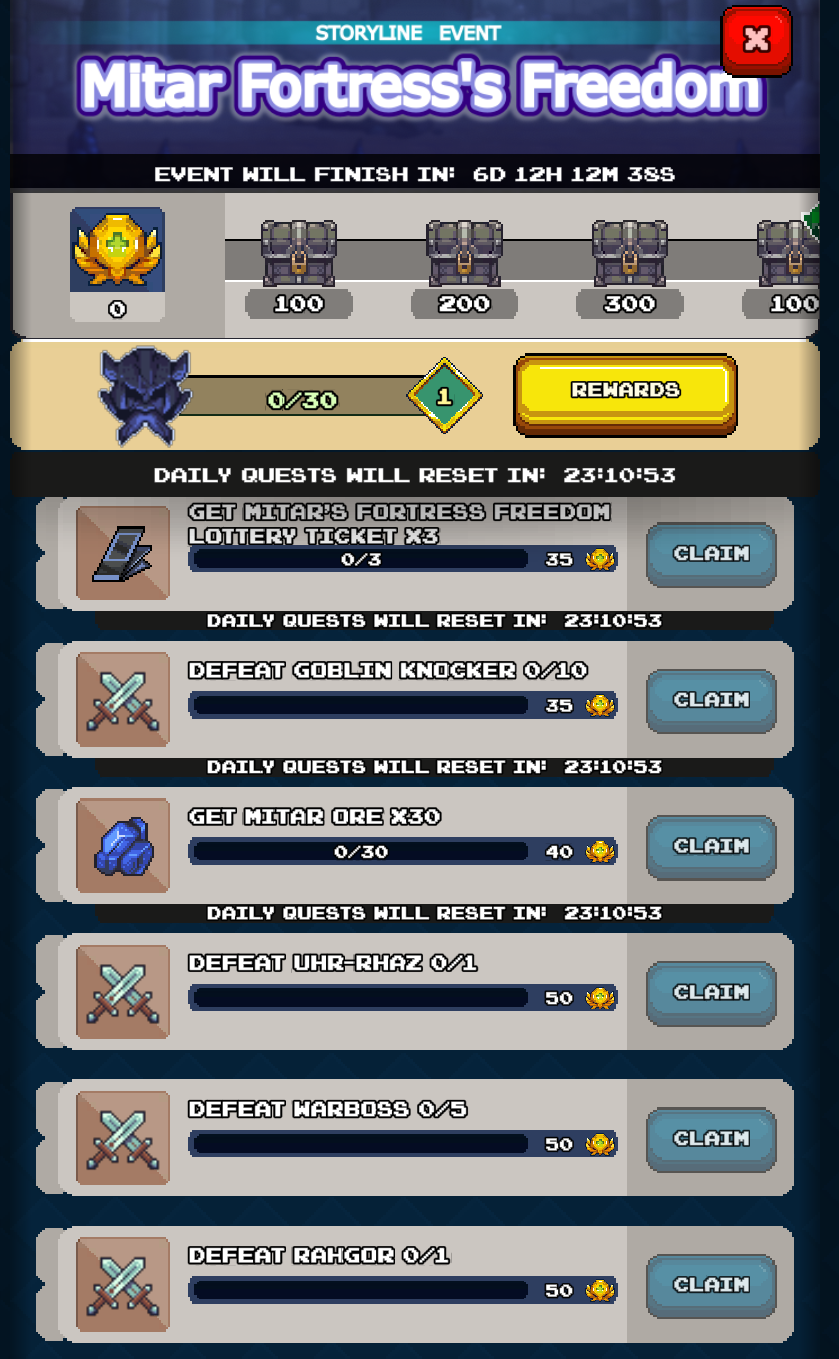 STORYLINE EVENT
Mitar Fortress's Freedom
EVENT WILL FINISH IN: 6D 12H 12M 38S
0
100
200
300
100
0/30
1
REWARDS
DAILY QUESTS WILL RESET IN: 23:10:53
GET MITAR'S FORTRESS FREEDOM
LOTTERY TICKET X3
0/3
35
CLAIM
DAILY QUESTS WILL RESET IN: 23:10:53
DEFEAT GOBLIN KNOCKER 0/10
35
CLAIM
DAILY QUESTS WILL RESET IN: 23:10:53
GET MITAR ORE X30
0/30
40
CLAIM
DAILY QUESTS WILL RESET IN: 23:10:53
DEFEAT UHR-RHAZ 0/1
50
CLAIM
DEFEAT WARBOSS 0/5
50
CLAIM
DEFEAT RAHGOR 0/1
50
CLAIM